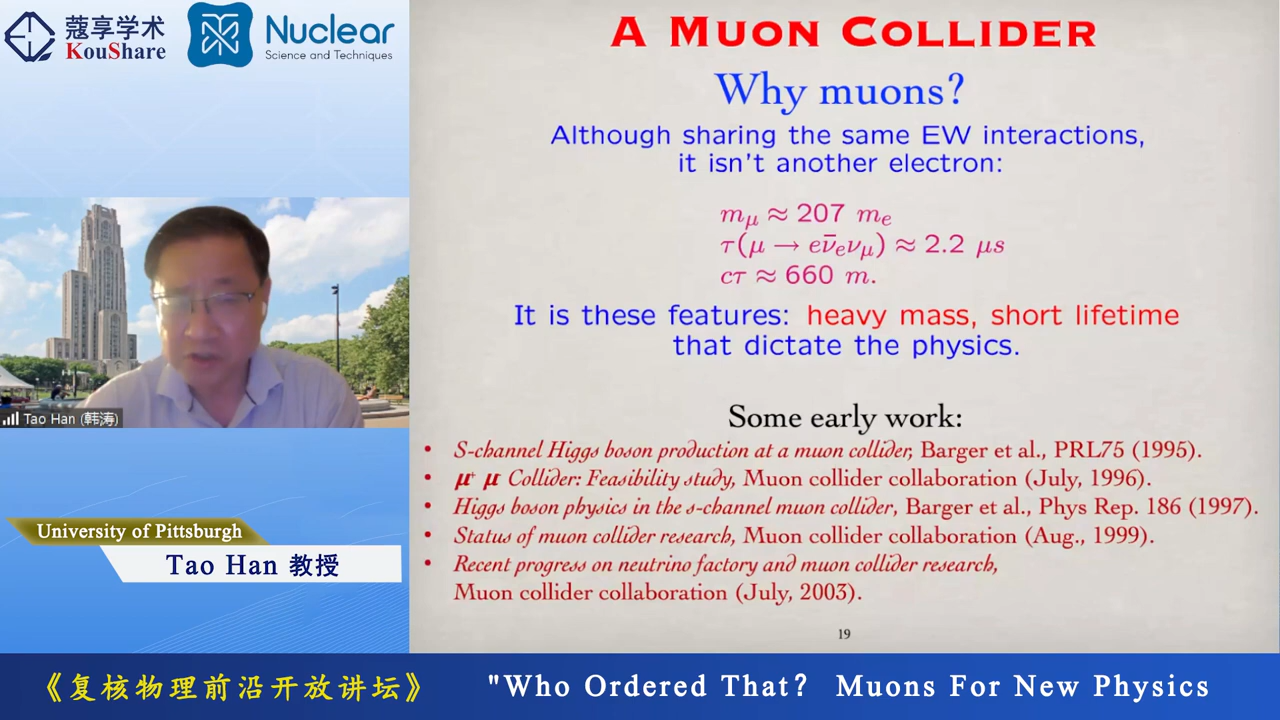 蔻享学术
KouShare
Nuclear
Science and Techniques
A MUON COLLIDER
Why muons?
Although sharing the same EW interactions,
it isn't another electron:
mμ ≈ 207 me
τ(μ → eν̄eνμ) ≈ 2.2 μs
cτ ≈ 660 m.
It is these features: heavy mass, short lifetime
that dictate the physics.
Some early work:
• S-channel Higgs boson production at a muon collider, Barger et al., PRL75 (1995).
• μ⁺ μ⁻ Collider: Feasibility study, Muon collider collaboration (July, 1996).
• Higgs boson physics in the s-channel muon collider, Barger et al., Phys Rep. 186 (1997).
• Status of muon collider research, Muon collider collaboration (Aug., 1999).
• Recent progress on neutrino factory and muon collider research,
Muon collider collaboration (July, 2003).
19
Tao Han (韩涛)
University of Pittsburgh
Tao Han 教授
《复核物理前沿开放讲坛》
"Who Ordered That? Muons For New Physics